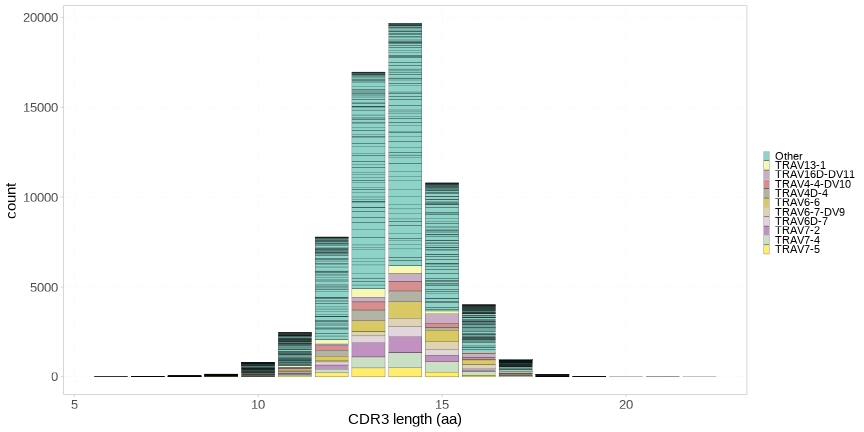 20000
15000
10000
5000
0
count
5
10
15
20
CDR3 length (aa)
Other
TRAV13-1
TRAV16D-DV11
TRAV4-4-DV10
TRAV4D-4
TRAV6-6
TRAV6-7-DV9
TRAV6D-7
TRAV7-2
TRAV7-4
TRAV7-5